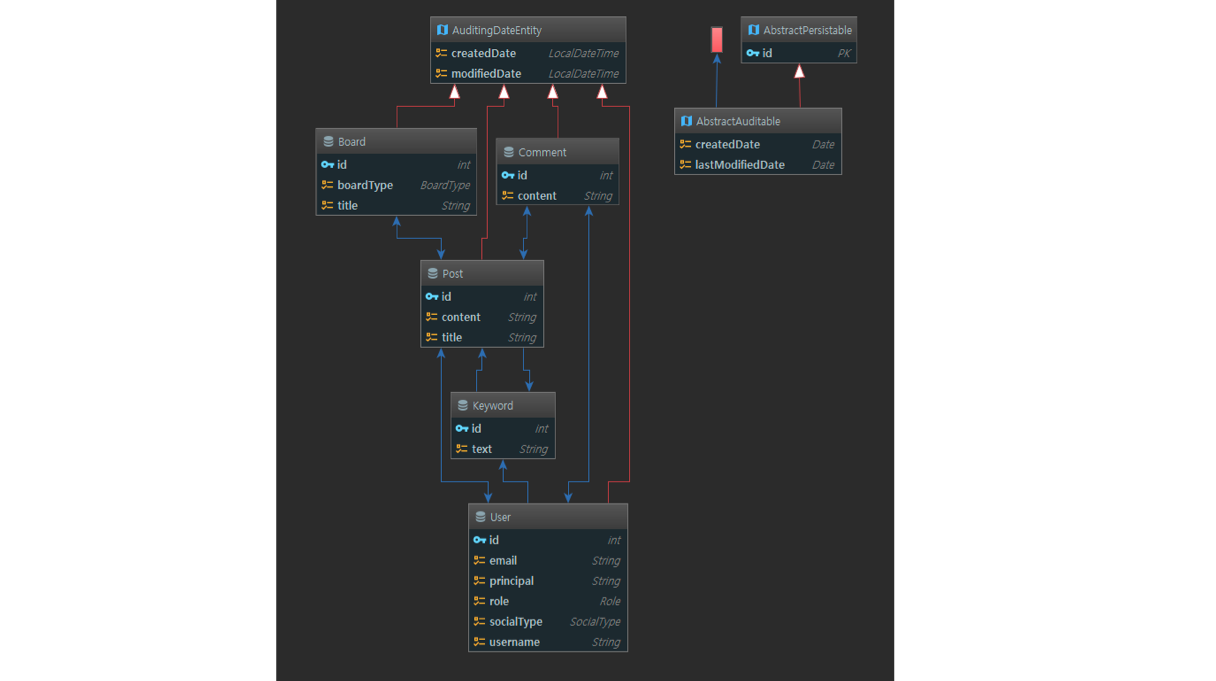 AuditingDateEntity
createdDate LocalDateTime
modifiedDate LocalDateTime
AbstractPersistable
id PK
AbstractAuditable
createdDate Date
lastModifiedDate Date
Board
id int
boardType BoardType
title String
Comment
id int
content String
Post
id int
content String
title String
Keyword
id int
text String
User
id int
email String
principal String
role Role
socialType SocialType
username String